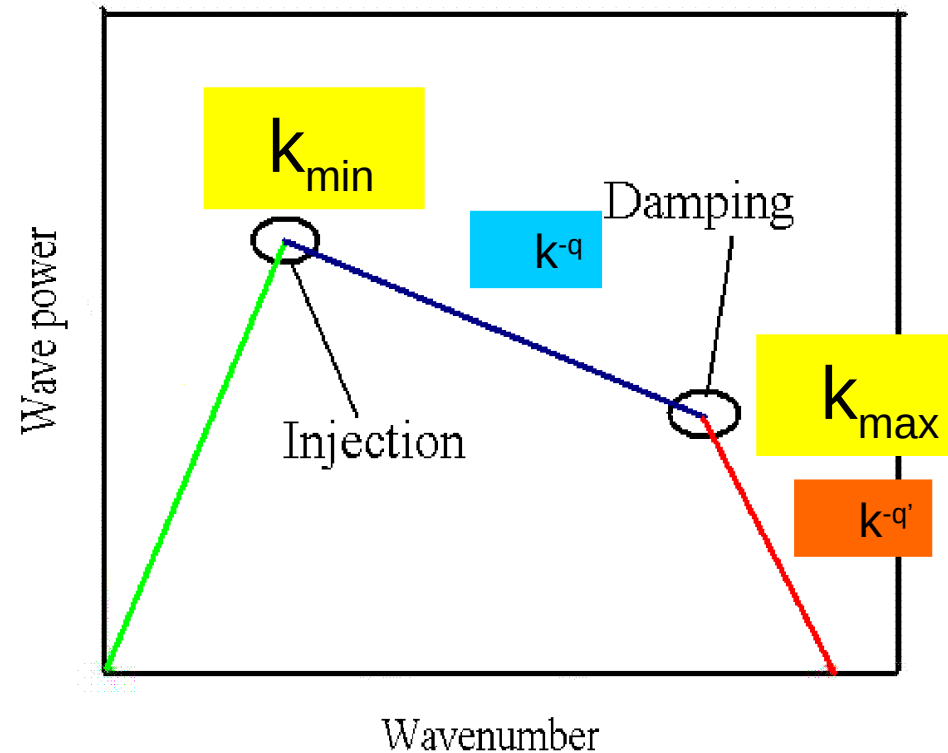 k_min
Damping
k^-q
Wave power
k_max
Injection
k^-q’
Wavenumber